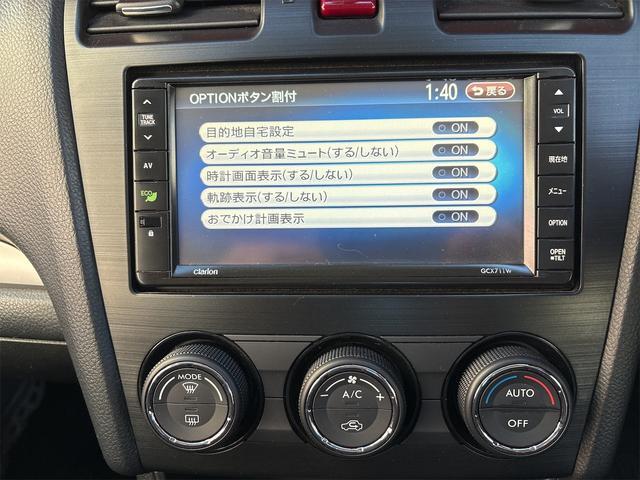 OPTIONボタン割付
1:40
戻る
目的地自宅設定
ON
オーディオ音量ミュート(する/しない)
ON
時計画面表示(する/しない)
ON
軌跡表示(する/しない)
ON
おでかけ計画表示
ON
TUNE
TRACK
AV
ECO
VOL
現在地
メニュー
OPTION
OPEN
TILT
clarion
GCX711W
MODE
A/C
- +
AUTO
OFF